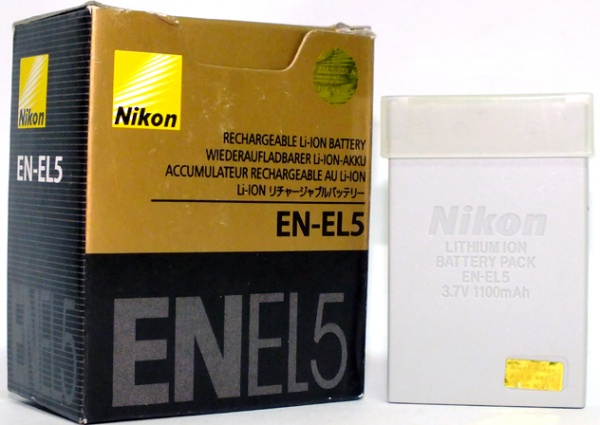 Nikon
EN-EL5
ENEL5
Nikon
RECHARGEABLE Li-ION BATTERY
WIEDERAUFLADBARER Li-ION-AKKU
ACCUMULATEUR RECHARGEABLE AU Li-ION
Li-ION リチャージャブルバッテリー
EN-EL5
ENEL5
Nikon
LITHIUM ION
BATTERY PACK
EN-EL5
3.7V 1100mAh